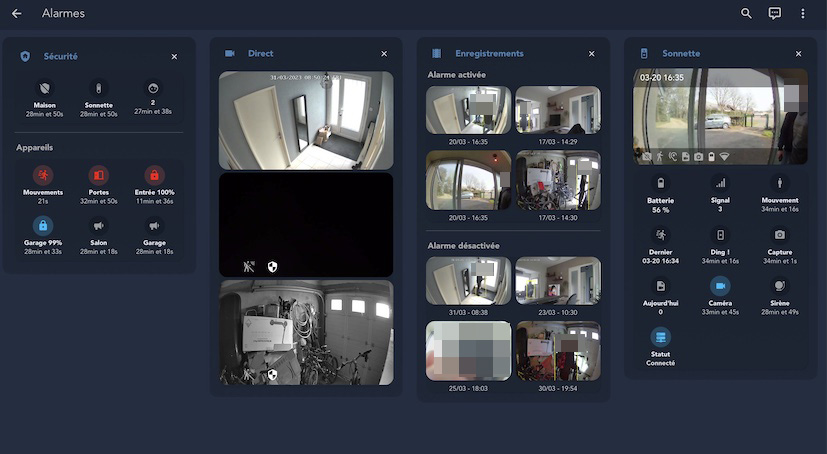 Alarmes
Sécurité
Maison
28min et 50s
Sonnette
28min et 50s
2
27min et 38s
Appareils
Mouvements
21s
Portes
32min et 50s
Entrée 100%
11min et 36s
Garage 99%
28min et 33s
Salon
28min et 18s
Garage
28min et 18s
Direct
31/03/2023
Enregistrements
Alarme activée
20/03 - 16:35
17/03 - 14:29
20/03 - 16:35
17/03 - 14:30
Alarme désactivée
31/03 - 08:38
23/03 - 10:30
25/03 - 18:03
30/03 - 19:54
Sonnette
03-20 16:35
Batterie
56 %
Signal
3
Mouvement
34min et 16s
Dernier
03-20 16:34
Ding !
34min et 16s
Capture
34min et 1s
Aujourd'hui
0
Caméra
33min et 45s
Sirène
28min et 49s
Statut
Connecté